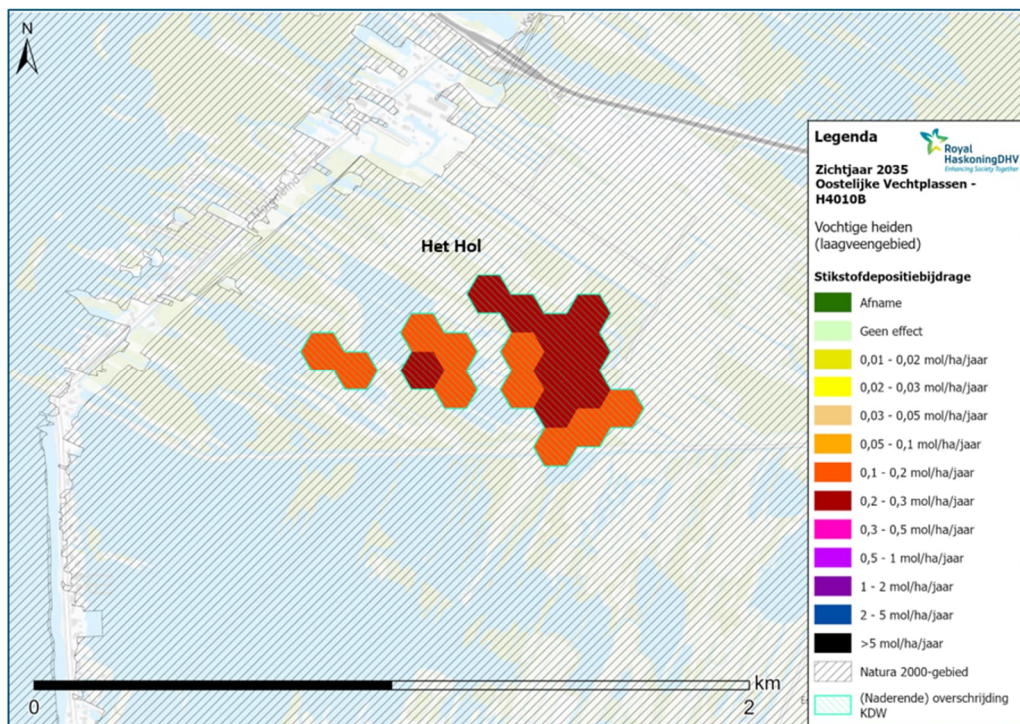 N
Het Hol
Legenda
Royal
HaskoningDHV
Enhancing Society Together
Zichtjaar 2035
Oostelijke Vechtplassen -
H4010B
Vochtige heiden
(laagveengebied)
Stikstofdepositiebijdrage
Afname
Geen effect
0,01 - 0,02 mol/ha/jaar
0,02 - 0,03 mol/ha/jaar
0,03 - 0,05 mol/ha/jaar
0,05 - 0,1 mol/ha/jaar
0,1 - 0,2 mol/ha/jaar
0,2 - 0,3 mol/ha/jaar
0,3 - 0,5 mol/ha/jaar
0,5 - 1 mol/ha/jaar
1 - 2 mol/ha/jaar
2 - 5 mol/ha/jaar
>5 mol/ha/jaar
Natura 2000-gebied
(Naderende) overschrijding
KDW
km
0
2